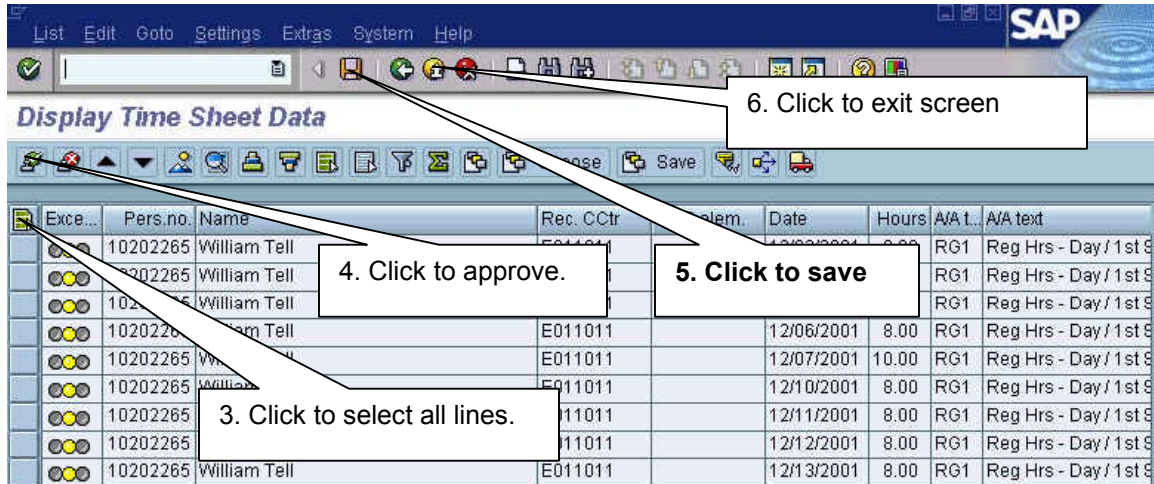 List Edit Goto Settings Extras System Help SAP
6. Click to exit screen
Display Time Sheet Data
Save
Exce... Pers.no. Name Rec. CCtr elem. Date Hours A/A t... A/A text
William Tell RG1 Reg Hrs - Day / 1st S
4. Click to approve.
5. Click to save
10202265 William Tell RG1 Reg Hrs - Day / 1st S
William Tell RG1 Reg Hrs - Day / 1st S
Tell E011011 12/06/2001 8.00 RG1 Reg Hrs - Day / 1st S
10202265 Tell E011011 12/07/2001 10.00 RG1 Reg Hrs - Day / 1st S
10202265 12/10/2001 8.00 RG1 Reg Hrs - Day / 1st S
3. Click to select all lines.
10202265 12/11/2001 8.00 RG1 Reg Hrs - Day / 1st S
10202265 12/12/2001 8.00 RG1 Reg Hrs - Day / 1st S
10202265 William Tell E011011 12/13/2001 8.00 RG1 Reg Hrs - Day / 1st S